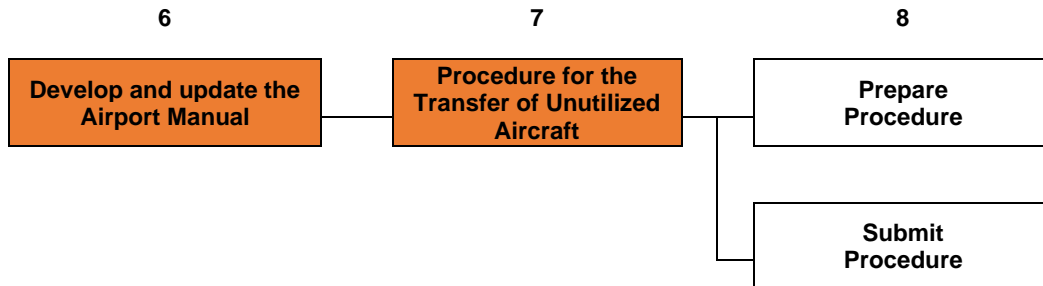 6
7
8
Develop and update the
Airport Manual
Procedure for the
Transfer of Unutilized
Aircraft
Prepare
Procedure
Submit
Procedure